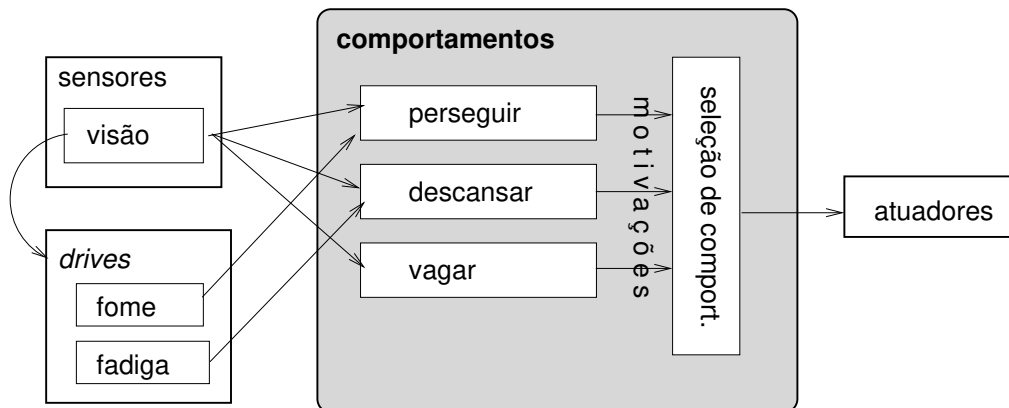 sensores
visão
drives
fome
fadiga
comportamentos
perseguir
descansar
vagar
motivações
seleção de comport.
atuadores